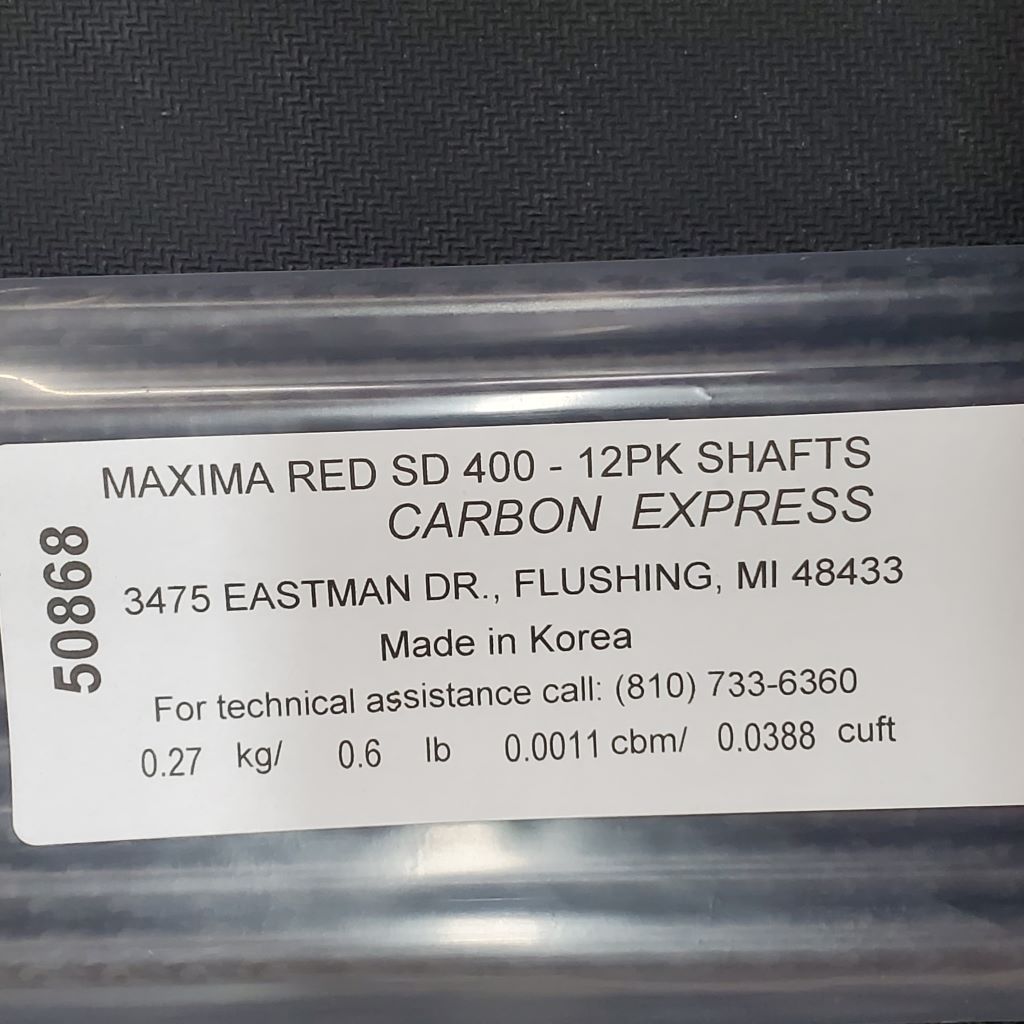 MAXIMA RED SD 400 - 12PK SHAFTS
CARBON EXPRESS
50868
3475 EASTMAN DR., FLUSHING, MI 48433
Made in Korea
For technical assistance call: (810) 733-6360
0.27 kg/ 0.6 lb 0.0011 cbm/ 0.0388 cuft